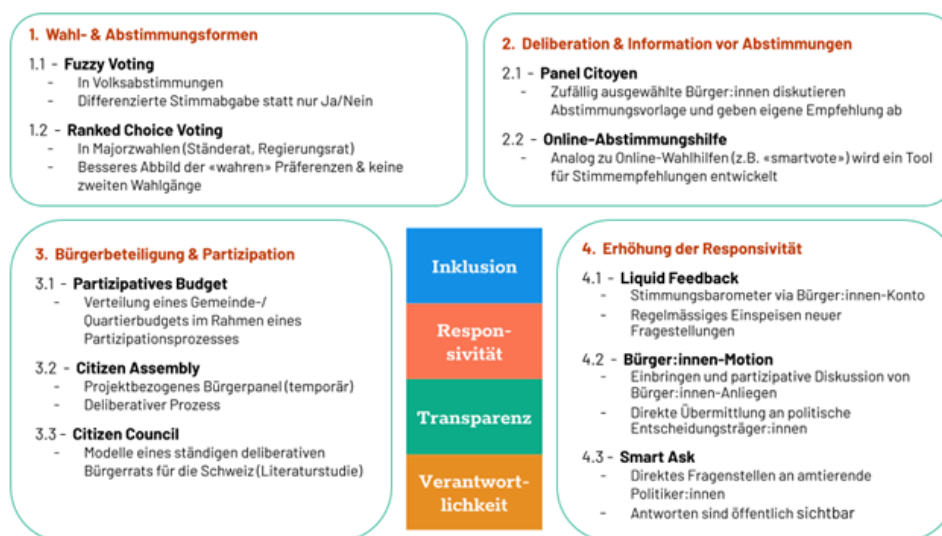 1. Wahl- & Abstimmungsformen
1.1 - Fuzzy Voting
- In Volksabstimmungen
- Differenzierte Stimmabgabe statt nur Ja/Nein
1.2 - Ranked Choice Voting
- In Majorzwahlen (Ständerat, Regierungsrat)
- Besseres Abbild der «wahren» Präferenzen & keine
zweiten Wahlgänge
2. Deliberation & Information vor Abstimmungen
2.1 - Panel Citoyen
- Zufällig ausgewählte Bürger:innen diskutieren
Abstimmungsvorlage und geben eigene Empfehlung ab
2.2 - Online-Abstimmungshilfe
- Analog zu Online-Wahlhilfen (z.B. «smartvote») wird ein Tool
für Stimmempfehlungen entwickelt
3. Bürgerbeteiligung & Partizipation
3.1 - Partizipatives Budget
- Verteilung eines Gemeinde-/
Quartierbudgets im Rahmen eines
Partizipationsprozesses
3.2 - Citizen Assembly
- Projektbezogenes Bürgerpanel (temporär)
- Deliberativer Prozess
3.3 - Citizen Council
- Modelle eines ständigen deliberativen
Bürgerrats für die Schweiz (Literaturstudie)
Inklusion
Respon-
sivität
Transparenz
Verantwort-
lichkeit
4. Erhöhung der Responsivität
4.1 - Liquid Feedback
- Stimmungsbarometer via Bürger:innen-Konto
- Regelmässiges Einspeisen neuer
Fragestellungen
4.2 - Bürger:innen-Motion
- Einbringen und partizipative Diskussion von
Bürger:innen-Anliegen
- Direkte Übermittlung an politische
Entscheidungsträger:innen
4.3 - Smart Ask
- Direktes Fragenstellen an amtierende
Politiker:innen
- Antworten sind öffentlich sichtbar